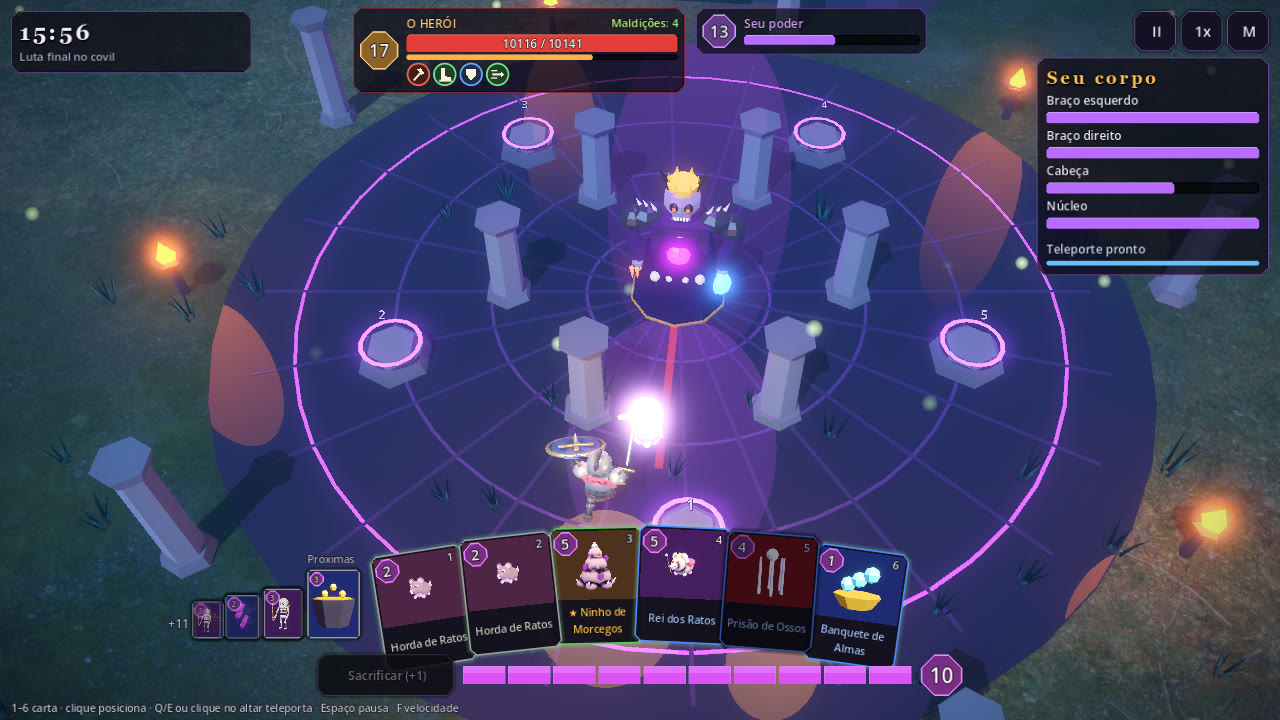 15:56
Luta final no covil
17
O HERÓI
Maldições: 4
10116 / 10141
13
Seu poder
II
1x
M
Seu corpo
Braço esquerdo
Braço direito
Cabeça
Núcleo
Teleporte pronto
3
4
2
5
1
Próximas
+11
2
3
3
2
1
Horda de Ratos
2
2
Horda de Ratos
5
3
★ Ninho de
Morcegos
5
4
Rei dos Ratos
4
5
Prisão de Ossos
1
6
Banquete de
Almas
Sacrificar (+1)
10
1–6 carta · clique posiciona · Q/E ou clique no altar teleporta · Espaço pausa · F velocidade